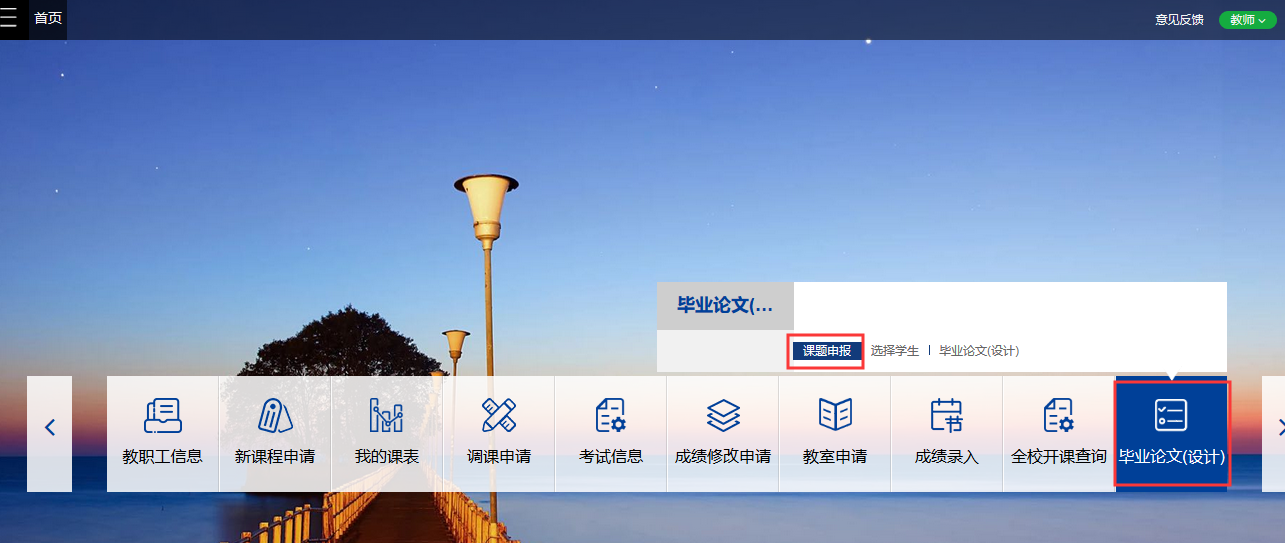 首页
意见反馈
教师
毕业论文(...
课题申报
选择学生
毕业论文(设计)
教职工信息
新课程申请
我的课表
调课申请
考试信息
成绩修改申请
教室申请
节
成绩录入
全校开课查询
毕业论文(设计)